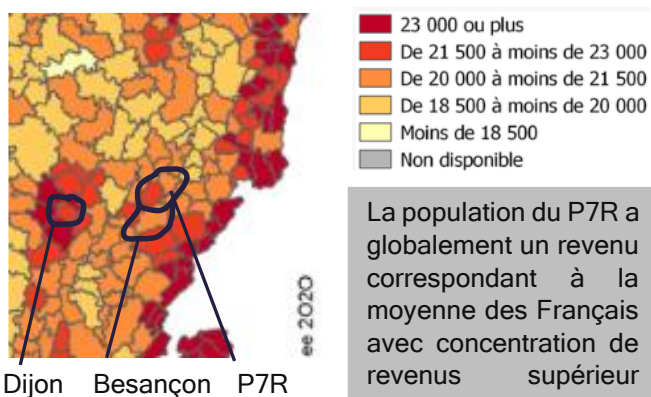 23 000 ou plus
De 21 500 à moins de 23 000
De 20 000 à moins de 21 500
De 18 500 à moins de 20 000
Moins de 18 500
Non disponible
La population du P7R a
globalement un revenu
correspondant à la
moyenne des Français
avec concentration de
revenus supérieur
ee 2020
Dijon Besançon P7R